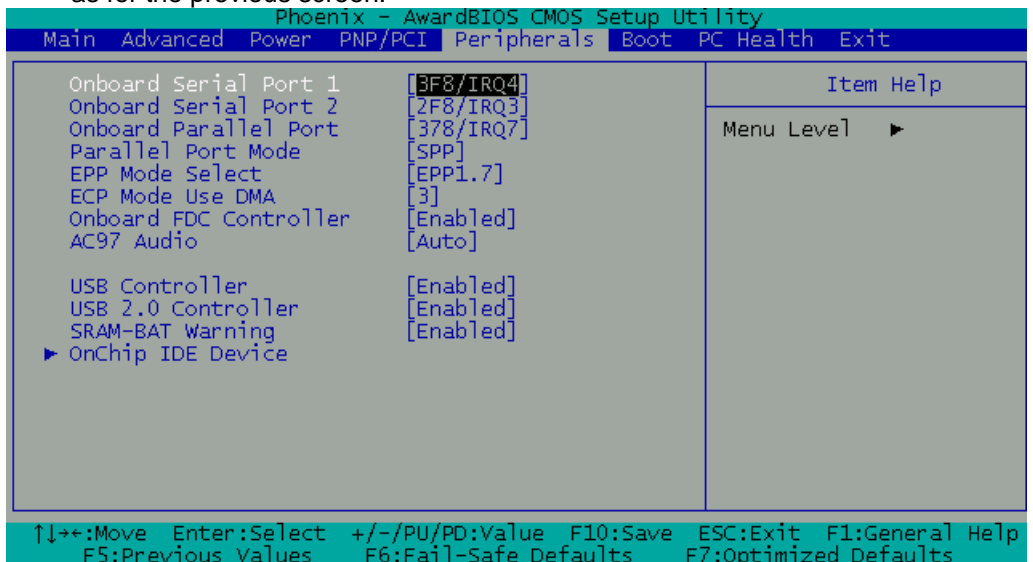 as for the previous screen.
Phoenix - AwardBIOS CMOS Setup Utility
Main Advanced Power PNP/PCI Peripherals Boot PC Health Exit
Onboard Serial Port 1 [3F8/IRQ4]
Onboard Serial Port 2 [2F8/IRQ3]
Onboard Parallel Port [378/IRQ7]
Parallel Port Mode [SPP]
EPP Mode Select [EPP1.7]
ECP Mode Use DMA [3]
Onboard FDC Controller [Enabled]
AC97 Audio [Auto]
USB Controller [Enabled]
USB 2.0 Controller [Enabled]
SRAM-BAT Warning [Enabled]
► OnChip IDE Device
Item Help
Menu Level ►
↑↓→←:Move Enter:Select +/-/PU/PD:Value F10:Save ESC:Exit F1:General Help
F5:Previous Values F6:Fail-Safe Defaults F7:Optimized Defaults